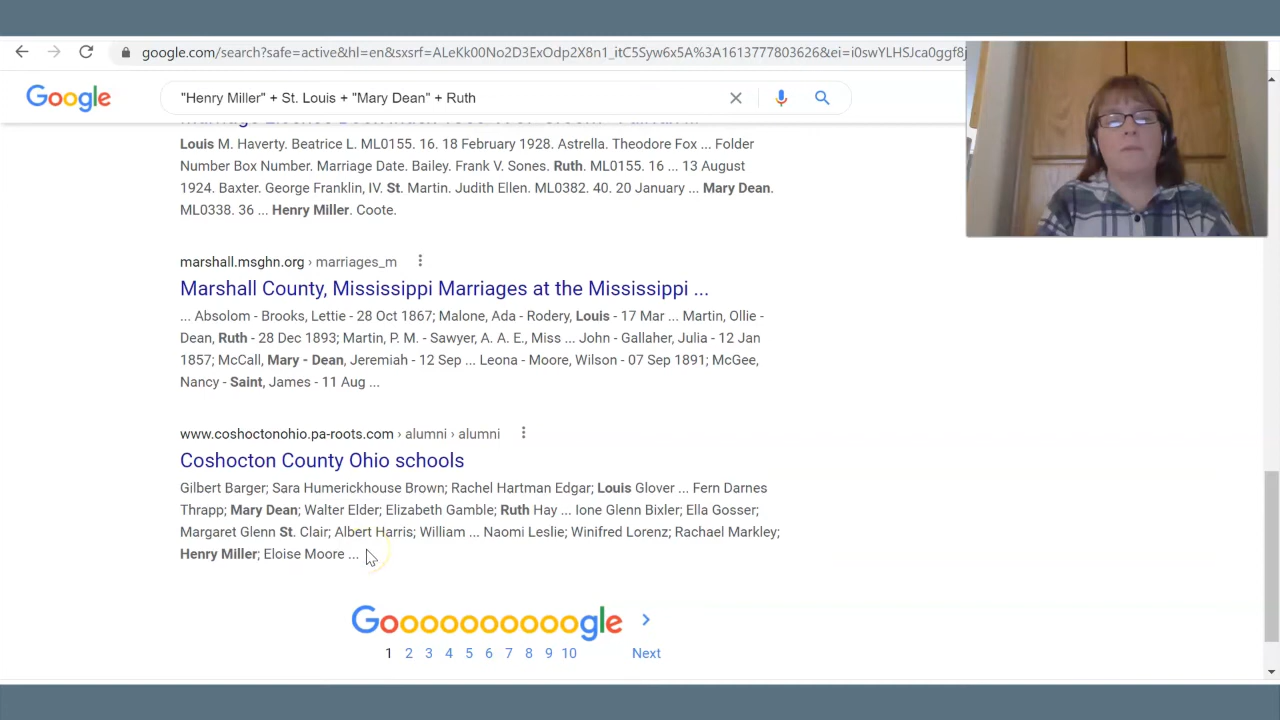 google.com/search?safe=active&hl=en&sxsrf=ALeKk00No2D3ExOdp2X8n1_itC5Syw6x5A%3A1613777803626&ei=i0swYLHSJca0ggf8
Google
"Henry Miller" + St. Louis + "Mary Dean" + Ruth
Louis M. Haverty. Beatrice L. ML0155. 16. 18 February 1928. Astrella. Theodore Fox ... Folder
Number Box Number. Marriage Date. Bailey. Frank V. Sones. Ruth. ML0155. 16 ... 13 August
1924. Baxter. George Franklin, IV. St. Martin. Judith Ellen. ML0382. 40. 20 January ... Mary Dean.
ML0338. 36 ... Henry Miller. Coote.
marshall.msghn.org › marriages_m
Marshall County, Mississippi Marriages at the Mississippi ...
... Absolom - Brooks, Lettie - 28 Oct 1867; Malone, Ada - Rodery, Louis - 17 Mar ... Martin, Ollie -
Dean, Ruth - 28 Dec 1893; Martin, P. M. - Sawyer, A. A. E., Miss ... John - Gallaher, Julia - 12 Jan
1857; McCall, Mary - Dean, Jeremiah - 12 Sep ... Leona - Moore, Wilson - 07 Sep 1891; McGee,
Nancy - Saint, James - 11 Aug ...
www.coshoctonohio.pa-roots.com › alumni › alumni
Coshocton County Ohio schools
Gilbert Barger; Sara Humerickhouse Brown; Rachel Hartman Edgar; Louis Glover ... Fern Darnes
Thrapp; Mary Dean; Walter Elder; Elizabeth Gamble; Ruth Hay ... Ione Glenn Bixler; Ella Gosser;
Margaret Glenn St. Clair; Albert Harris; William ... Naomi Leslie; Winifred Lorenz; Rachael Markley;
Henry Miller; Eloise Moore ...
Goooooooooogle
1 2 3 4 5 6 7 8 9 10 Next